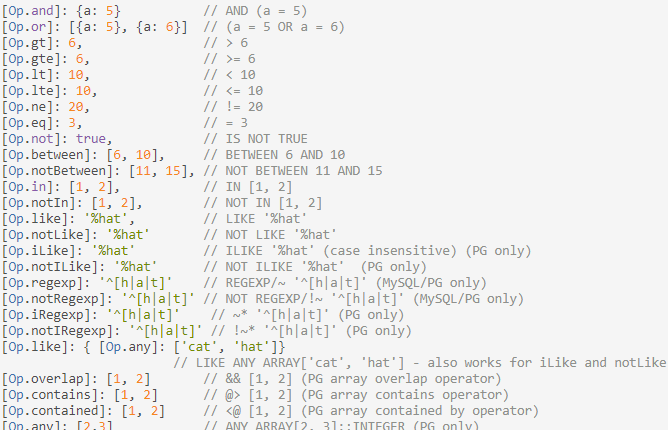 [Op.and]: {a: 5} // AND (a = 5)
[Op.or]: [{a: 5}, {a: 6}] // (a = 5 OR a = 6)
[Op.gt]: 6, // > 6
[Op.gte]: 6, // >= 6
[Op.lt]: 10, // < 10
[Op.lte]: 10, // <= 10
[Op.ne]: 20, // != 20
[Op.eq]: 3, // = 3
[Op.not]: true, // IS NOT TRUE
[Op.between]: [6, 10], // BETWEEN 6 AND 10
[Op.notBetween]: [11, 15], // NOT BETWEEN 11 AND 15
[Op.in]: [1, 2], // IN [1, 2]
[Op.notIn]: [1, 2], // NOT IN [1, 2]
[Op.like]: '%hat', // LIKE '%hat'
[Op.notLike]: '%hat' // NOT LIKE '%hat'
[Op.iLike]: '%hat' // ILIKE '%hat' (case insensitive) (PG only)
[Op.notILike]: '%hat' // NOT ILIKE '%hat' (PG only)
[Op.regexp]: '^[h|a|t]' // REGEXP/~ '^[h|a|t]' (MySQL/PG only)
[Op.notRegexp]: '^[h|a|t]' // NOT REGEXP/!~ '^[h|a|t]' (MySQL/PG only)
[Op.iRegexp]: '^[h|a|t]' // ~* '^[h|a|t]' (PG only)
[Op.notIRegexp]: '^[h|a|t]' // !~* '^[h|a|t]' (PG only)
[Op.like]: { [Op.any]: ['cat', 'hat']}
// LIKE ANY ARRAY['cat', 'hat'] - also works for iLike and notLike
[Op.overlap]: [1, 2] // && [1, 2] (PG array overlap operator)
[Op.contains]: [1, 2] // @> [1, 2] (PG array contains operator)
[Op.contained]: [1, 2] // <@ [1, 2] (PG array contained by operator)
[Op.any]: [2,3] // ANY ARRAY[2, 3]::INTEGER (PG only)